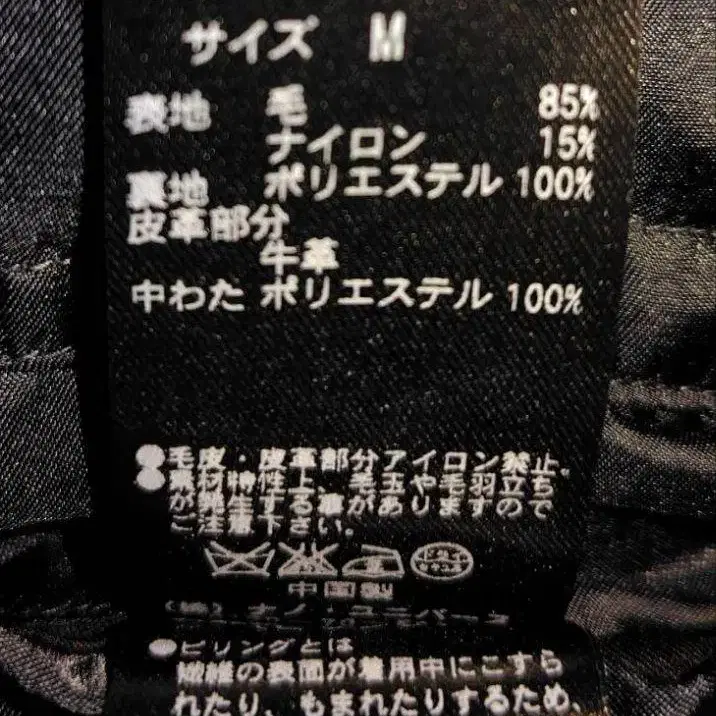 サイズ M
表地 毛 85%
ナイロン 15%
裏地 ポリエステル 100%
皮革部分
牛革
中わた ポリエステル 100%
●毛皮・皮革部分アイロン禁止。
●素材特性上、毛玉や毛羽立ち
が発生する事がありますので
ご注意下さい。
中国製
●ピリングとは
繊維の表面が着用中にこすら
れたり、もまれたりするため、